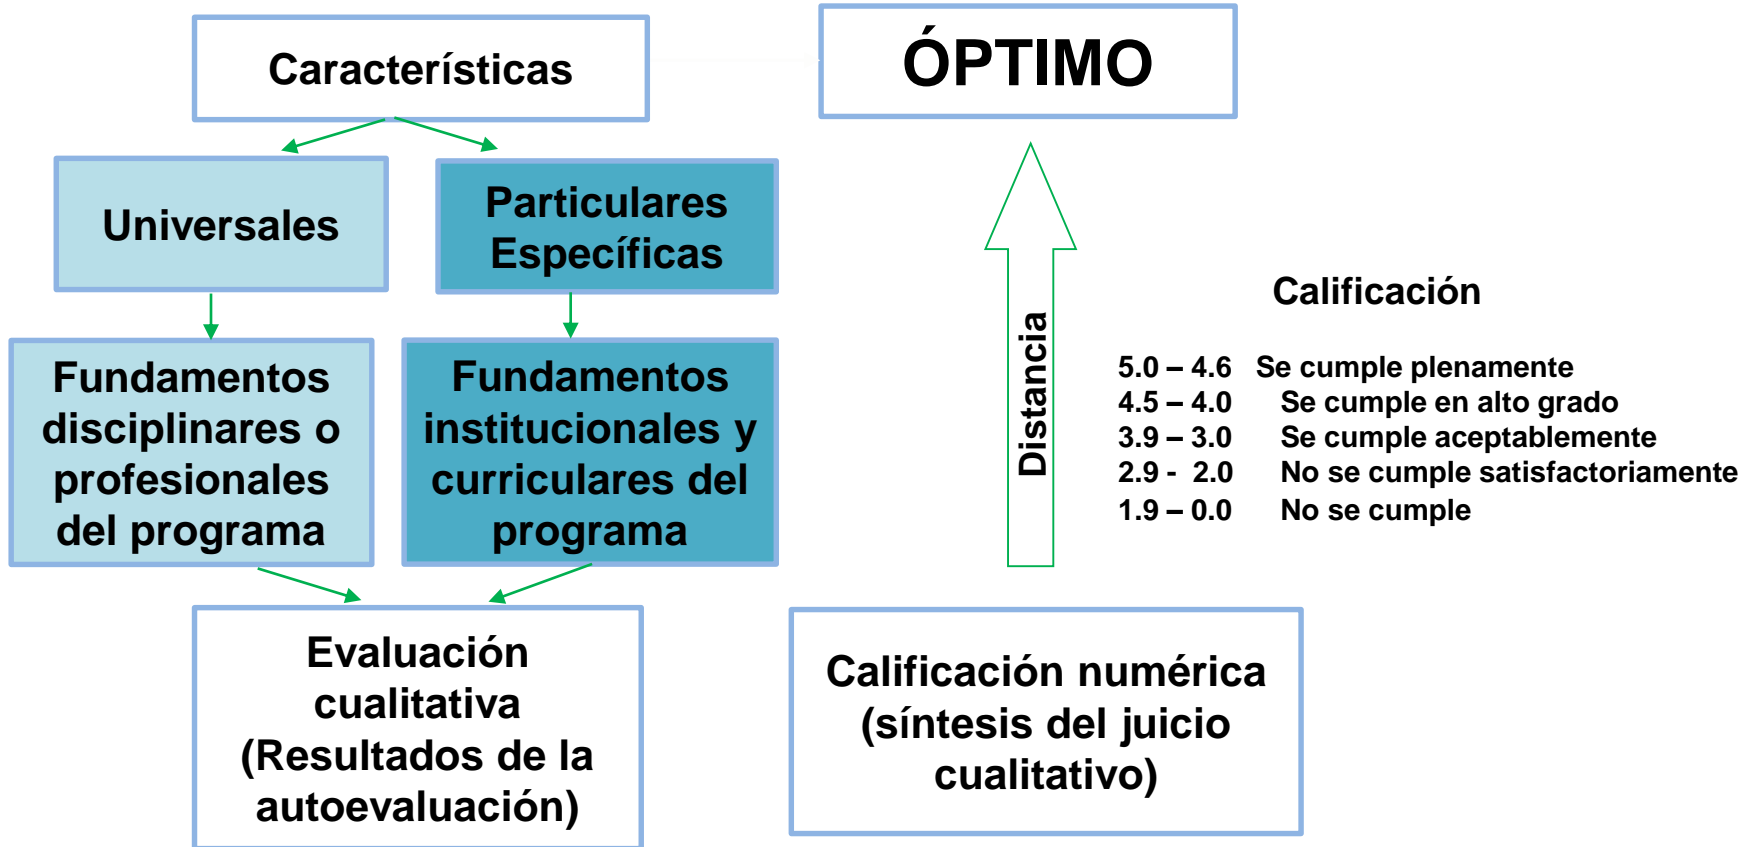 Características
ÓPTIMO
Universales
Particulares
Específicas
Fundamentos
disciplinares o
profesionales
del programa
Fundamentos
institucionales y
curriculares del
programa
Evaluación
cualitativa
(Resultados de la
autoevaluación)
Distancia
Calificación numérica
(síntesis del juicio
cualitativo)
Calificación
5.0 – 4.6 Se cumple plenamente
4.5 – 4.0 Se cumple en alto grado
3.9 – 3.0 Se cumple aceptablemente
2.9 - 2.0 No se cumple satisfactoriamente
1.9 – 0.0 No se cumple